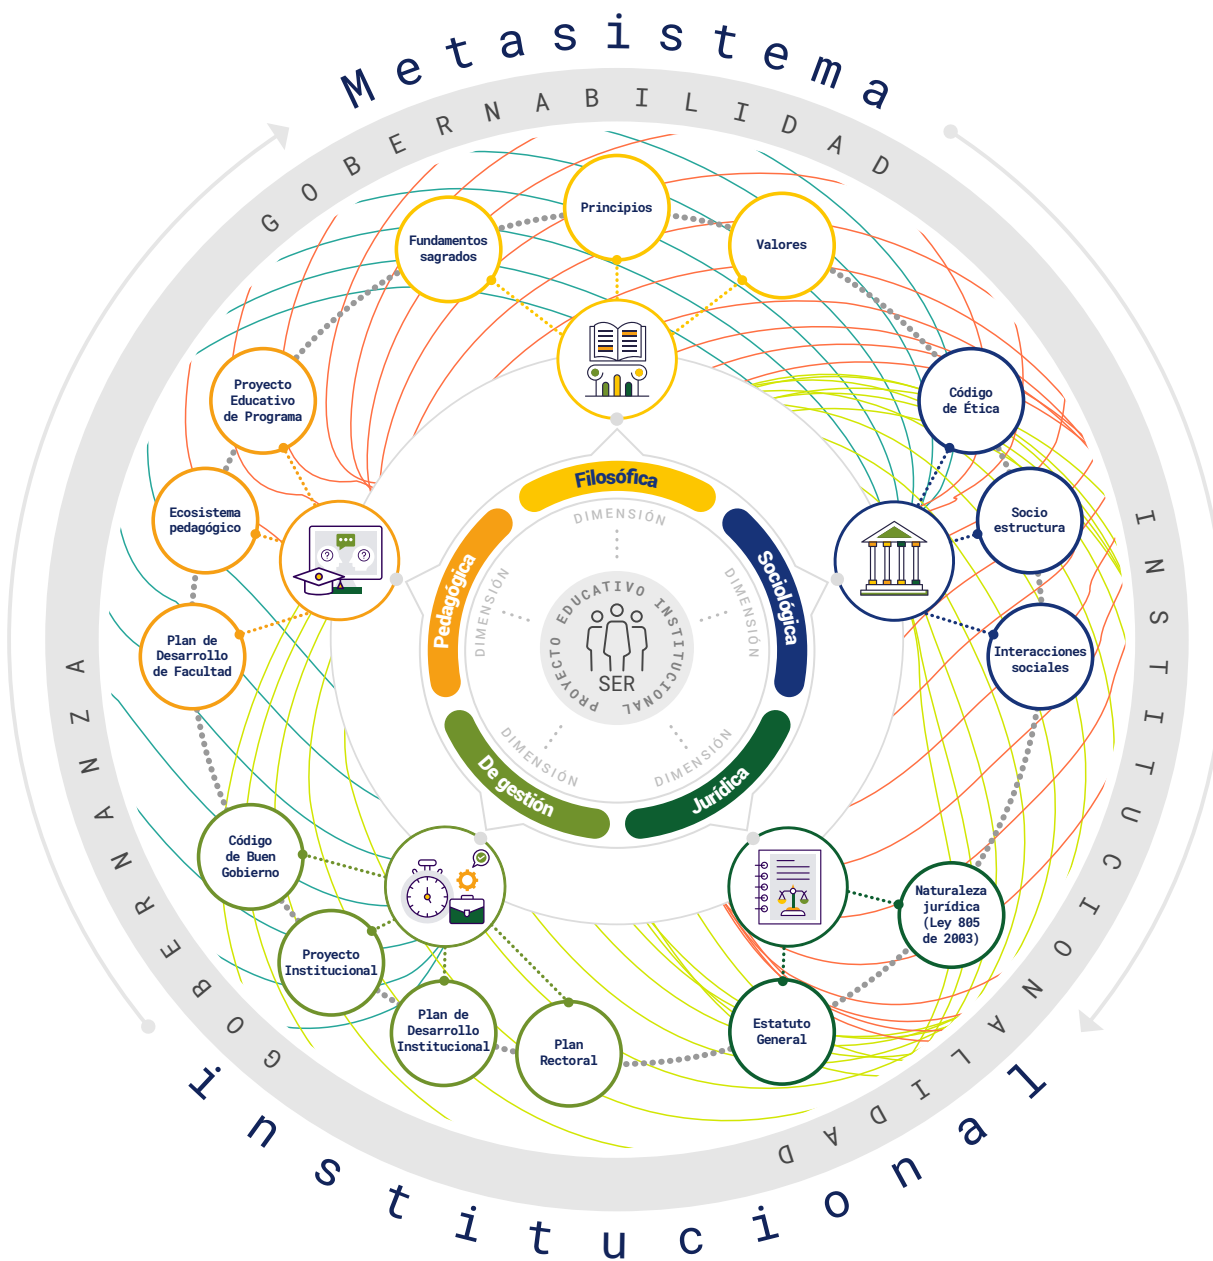 Metasistema
institucional
GOBERNABILIDAD
INSTITUCIONALIDAD
GOBERNANZA
Principios
Fundamentos
sagrados
Valores
Proyecto
Educativo
de Programa
Código
de Ética
Ecosistema
pedagógico
Socio
estructura
Plan de
Desarrollo
de Facultad
Interacciones
sociales
Código
de Buen
Gobierno
Naturaleza
jurídica
(Ley 805
de 2003)
Proyecto
Institucional
Plan de
Desarrollo
Institucional
Plan
Rectoral
Estatuto
General
Filosófica
DIMENSIÓN
Sociológica
DIMENSIÓN
Jurídica
DIMENSIÓN
De gestión
DIMENSIÓN
Pedagógica
DIMENSIÓN
PROYECTO EDUCATIVO INSTITUCIONAL
SER
? ?